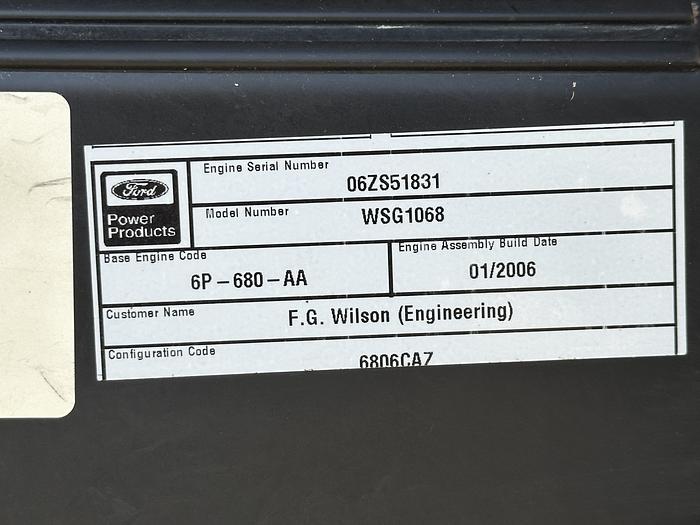 Ford
Power
Products
Engine Serial Number
06ZS51831
Model Number WSG1068
Base Engine Code
6P-680-AA
Engine Assembly Build Date
01/2006
Customer Name F.G. Wilson (Engineering)
Configuration Code 6806CA7